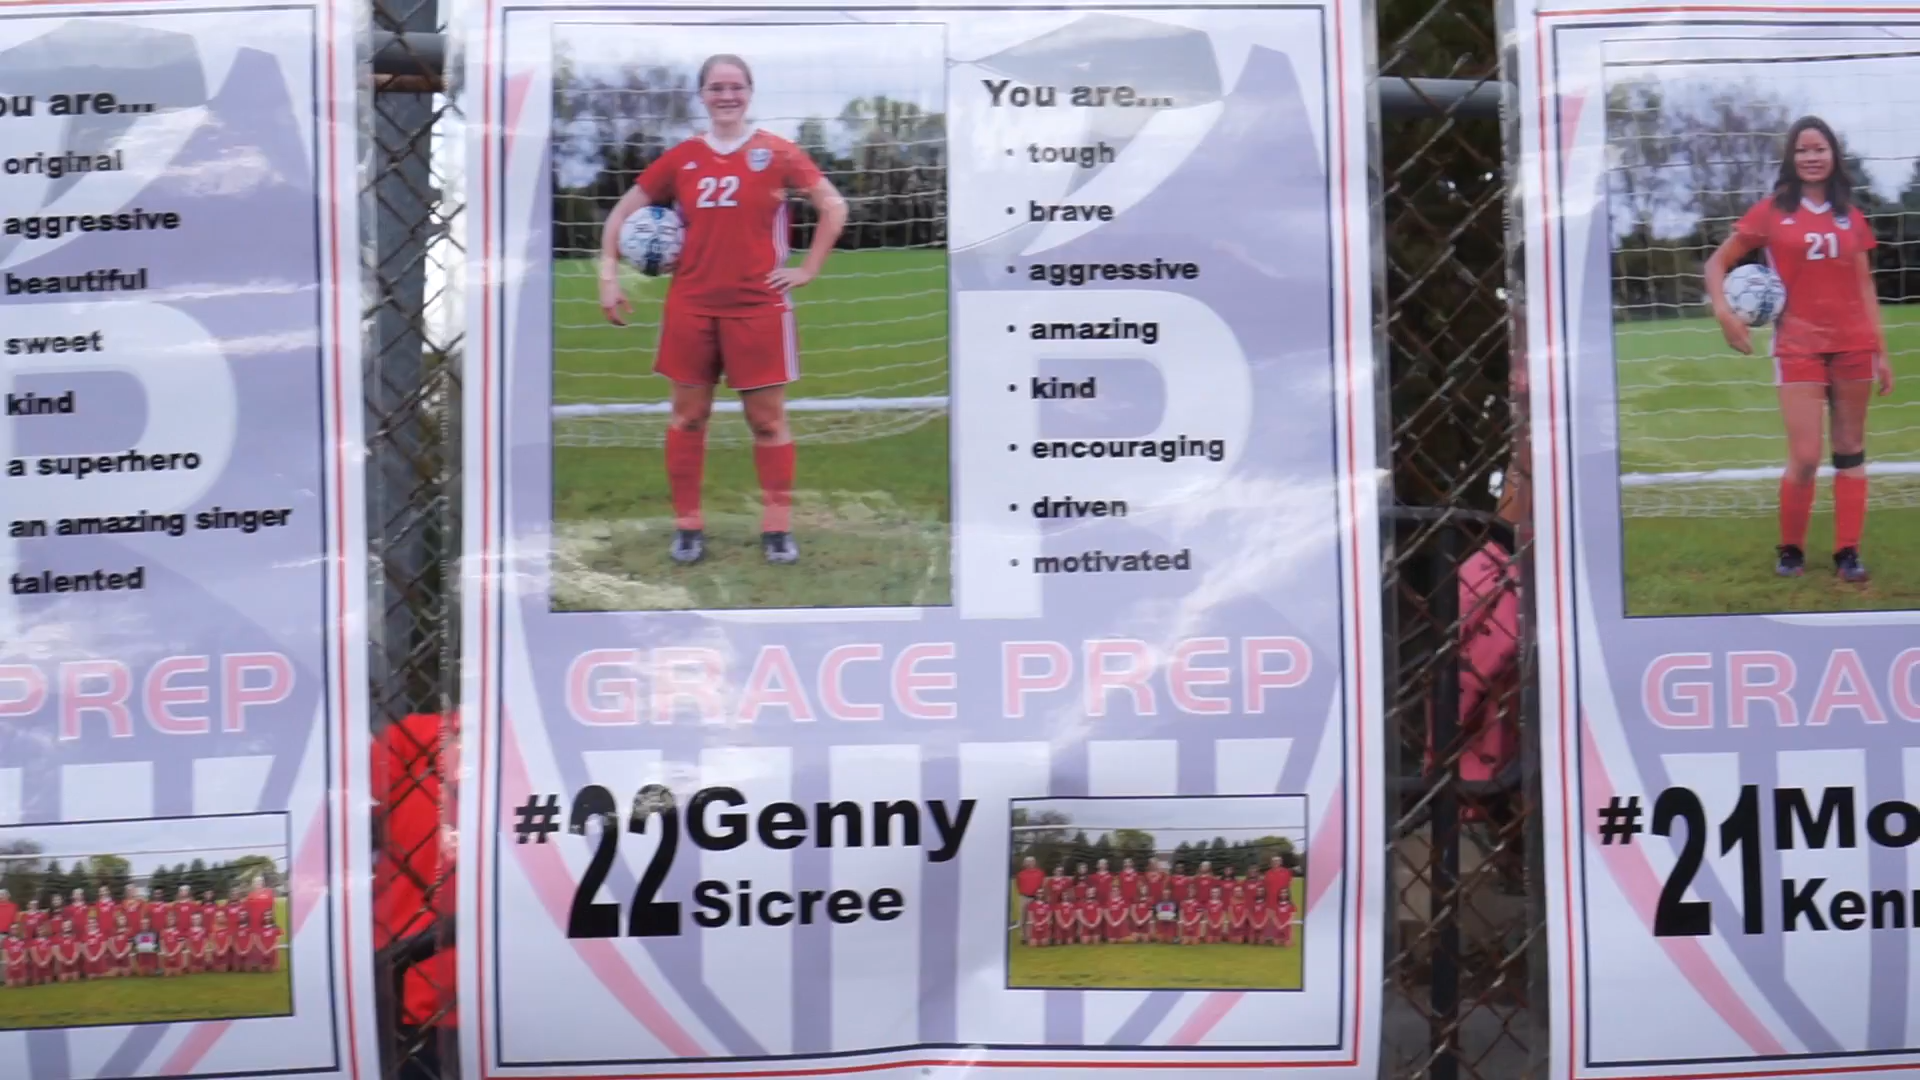 ou are...
original
aggressive
beautiful
sweet
kind
a superhero
an amazing singer
talented
PREP
22
You are...
• tough
• brave
• aggressive
• amazing
• kind
• encouraging
• driven
• motivated
GRACE PREP
#22 Genny
Sicree
21
GRAC
#21 Mo
Ken